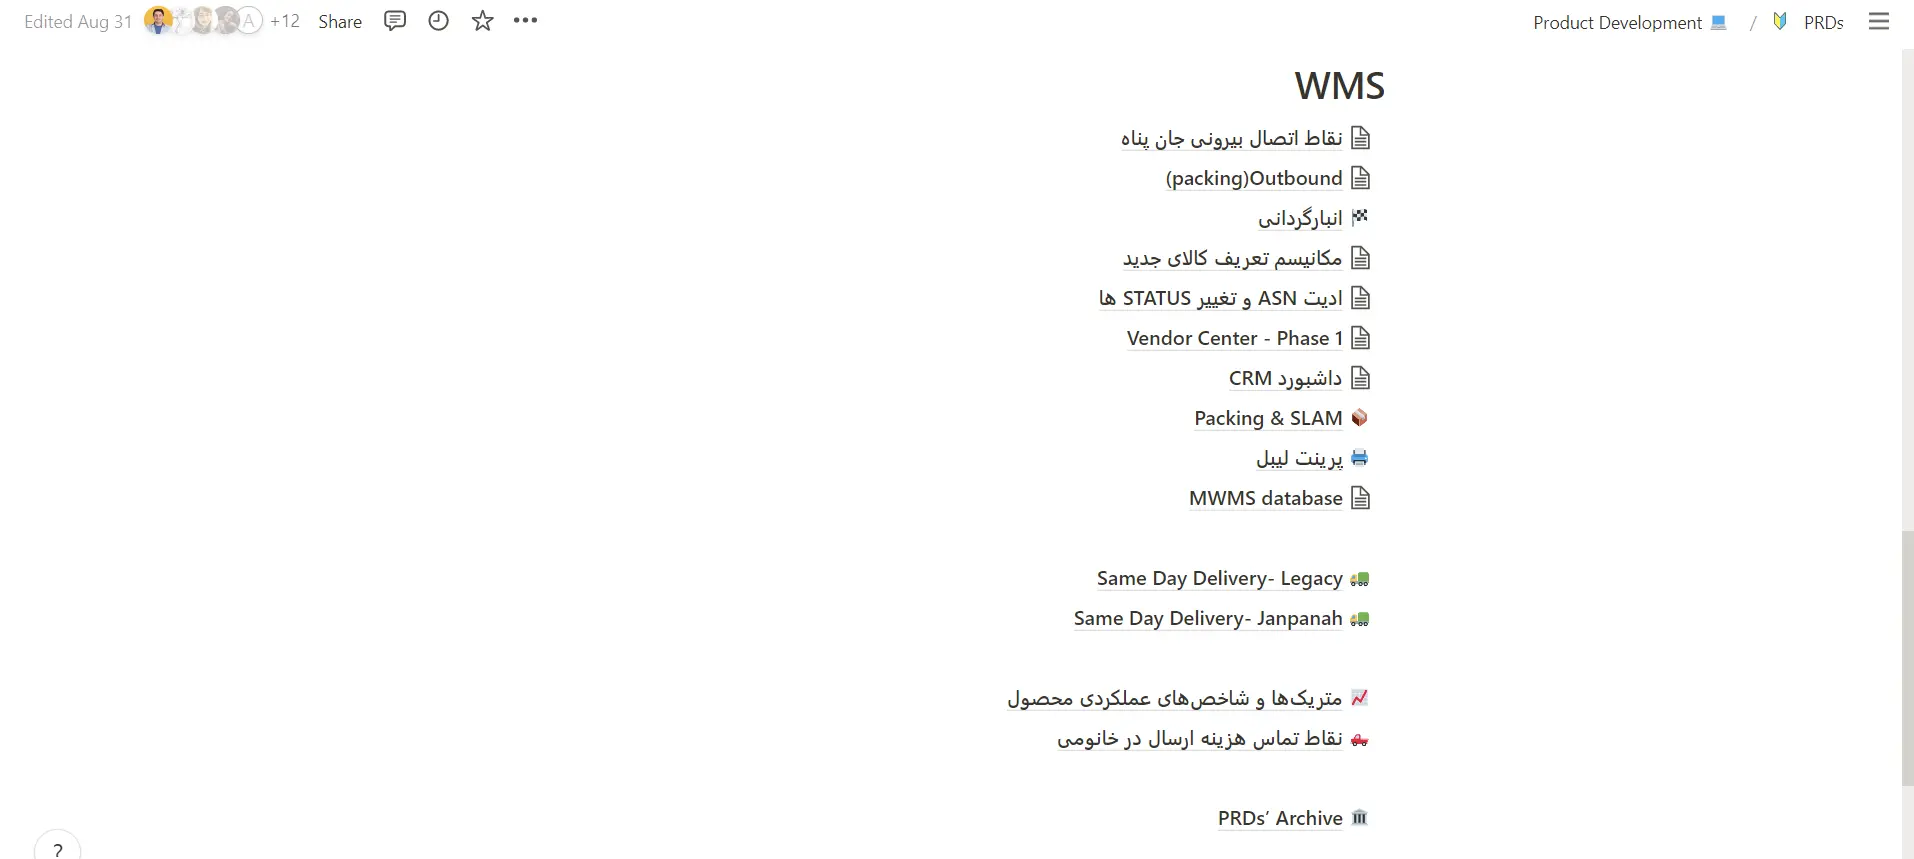 Edited Aug 31 A +12 Share
Product Development / PRDs
WMS
نقاط اتصال بیرونی جان پناه
(packing)Outbound
انبارگردانی
مکانیسم تعریف کالای جدید
ادیت ASN و تغییر STATUS ها
Vendor Center - Phase 1
داشبورد CRM
Packing & SLAM
پرینت لیبل
MWMS database
Same Day Delivery- Legacy
Same Day Delivery- Janpanah
متریک‌ها و شاخص‌های عملکردی محصول
نقاط تماس هزینه ارسال در خانومی
PRDs’ Archive
?